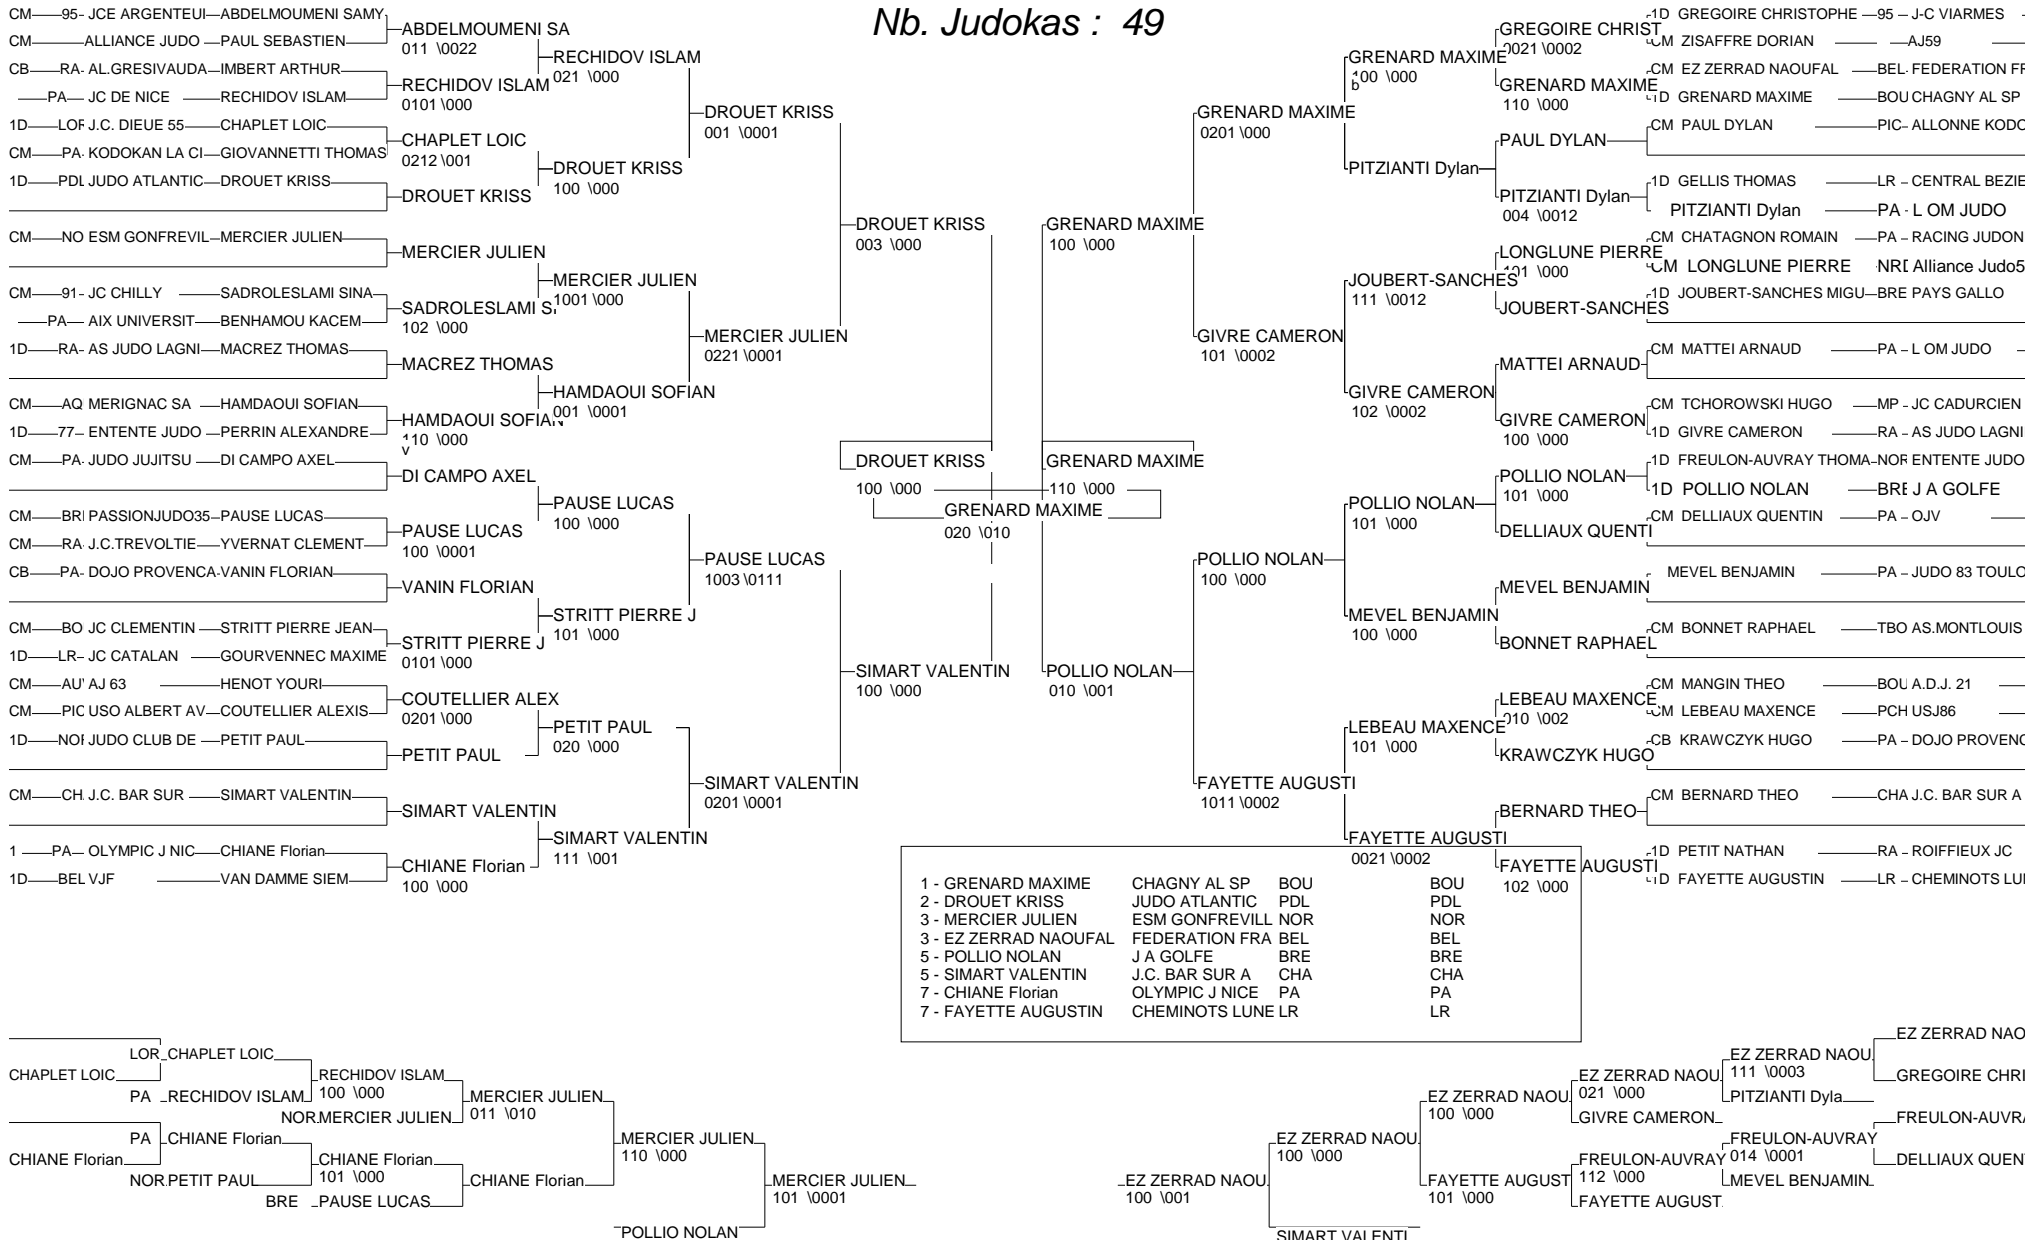 Nb. Judokas : 49
CM 95- JCE ARGENTEUI ABDELMOUMENI SAMY
CM ALLIANCE JUDO PAUL SEBASTIEN
CB RA- AL.GRESIVAUDA IMBERT ARTHUR
PA JC DE NICE RECHIDOV ISLAM
1D LOR J.C. DIEUE 55 CHAPLET LOIC
CM PA- KODOKAN LA CI GIOVANNETTI THOMAS
1D PDL JUDO ATLANTIC DROUET KRISS
CM NO ESM GONFREVIL MERCIER JULIEN
CM 91- JC CHILLY SADROLESLAMI SINA
PA AIX UNIVERSIT BENHAMOU KACEM
1D RA- AS JUDO LAGNI MACREZ THOMAS
CM AQ MERIGNAC SA HAMDAOUI SOFIAN
1D 77- ENTENTE JUDO PERRIN ALEXANDRE
CM PA- JUDO JUJITSU DI CAMPO AXEL
CM BRI PASSIONJUDO35 PAUSE LUCAS
CM RA- J.C.TREVOLTIE YVERNAT CLEMENT
CB PA- DOJO PROVENCA VANIN FLORIAN
CM BO JC CLEMENTIN STRITT PIERRE JEAN
1D LR- JC CATALAN GOURVENNEC MAXIME
CM AU AJ 63 HENOT YOURI
CM PIC USO ALBERT AV COUTELLIER ALEXIS
1D NOR JUDO CLUB DE PETIT PAUL
CM CH J.C. BAR SUR SIMART VALENTIN
1 PA OLYMPIC J NIC CHIANE Florian
1D BEL VJF VAN DAMME SIEM
ABDELMOUMENI SA
011 \0022
RECHIDOV ISLAM
0101 \000
CHAPLET LOIC
0212 \001
DROUET KRISS
MERCIER JULIEN
SADROLESLAMI SI
102 \000
MACREZ THOMAS
HAMDAOUI SOFIAN
110 \000
v
DI CAMPO AXEL
PAUSE LUCAS
100 \0001
VANIN FLORIAN
STRITT PIERRE J
0101 \000
COUTELLIER ALEX
0201 \000
PETIT PAUL
SIMART VALENTIN
CHIANE Florian
100 \000
RECHIDOV ISLAM
021 \000
DROUET KRISS
100 \000
MERCIER JULIEN
1001 \000
HAMDAOUI SOFIAN
001 \0001
PAUSE LUCAS
100 \000
STRITT PIERRE J
101 \000
PETIT PAUL
020 \000
SIMART VALENTIN
111 \001
DROUET KRISS
001 \0001
MERCIER JULIEN
0221 \0001
PAUSE LUCAS
1003 \0111
SIMART VALENTIN
0201 \0001
DROUET KRISS
003 \000
SIMART VALENTIN
100 \000
DROUET KRISS
100 \000
GRENARD MAXIME
110 \000
GRENARD MAXIME
020 \010
GRENARD MAXIME
100 \000
POLLIO NOLAN
010 \001
GRENARD MAXIME
0201 \000
GIVRE CAMERON
101 \0002
POLLIO NOLAN
100 \000
FAYETTE AUGUSTI
1011 \0002
GRENARD MAXIME
100 \000
b
PITZIANTI Dylan
JOUBERT-SANCHES
111 \0012
GIVRE CAMERON
102 \0002
POLLIO NOLAN
101 \000
MEVEL BENJAMIN
100 \000
LEBEAU MAXENCE
101 \000
FAYETTE AUGUSTI
0021 \0002
GREGOIRE CHRIST
0021 \0002
GRENARD MAXIME
110 \000
PAUL DYLAN
PITZIANTI Dylan
004 \0012
LONGLUNE PIERRE
101 \000
JOUBERT-SANCHES
MATTEI ARNAUD
GIVRE CAMERON
100 \000
POLLIO NOLAN
101 \000
DELLIAUX QUENTI
MEVEL BENJAMIN
BONNET RAPHAEL
LEBEAU MAXENCE
010 \002
KRAWCZYK HUGO
BERNARD THEO
FAYETTE AUGUSTI
102 \000
1D GREGOIRE CHRISTOPHE 95 - J-C VIARMES
CM ZISAFFRE DORIAN AJ59
CM EZ ZERRAD NAOUFAL BEL- FEDERATION FR
1D GRENARD MAXIME BOU CHAGNY AL SP
CM PAUL DYLAN PIC- ALLONNE KODO
1D GELLIS THOMAS LR - CENTRAL BEZIE
PITZIANTI Dylan PA - L OM JUDO
CM CHATAGNON ROMAIN PA - RACING JUDON
CM LONGLUNE PIERRE NRD Alliance Judo5
1D JOUBERT-SANCHES MIGU BRE PAYS GALLO
CM MATTEI ARNAUD PA - L OM JUDO
CM TCHOROWSKI HUGO MP - JC CADURCIEN
1D GIVRE CAMERON RA - AS JUDO LAGNI
1D FREULON-AUVRAY THOMA NOR ENTENTE JUDO
1D POLLIO NOLAN BRE J A GOLFE
CM DELLIAUX QUENTIN PA - OJV
MEVEL BENJAMIN PA - JUDO 83 TOULO
CM BONNET RAPHAEL TBO AS.MONTLOUIS
CM MANGIN THEO BOU A.D.J. 21
CM LEBEAU MAXENCE PCH USJ86
CB KRAWCZYK HUGO PA - DOJO PROVENC
CM BERNARD THEO CHA J.C. BAR SUR A
1D PETIT NATHAN RA - ROIFFIEUX JC
1D FAYETTE AUGUSTIN LR - CHEMINOTS LU
1 - GRENARD MAXIME CHAGNY AL SP BOU BOU
2 - DROUET KRISS JUDO ATLANTIC PDL PDL
3 - MERCIER JULIEN ESM GONFREVILL NOR NOR
3 - EZ ZERRAD NAOUFAL FEDERATION FRA BEL BEL
5 - POLLIO NOLAN J A GOLFE BRE BRE
5 - SIMART VALENTIN J.C. BAR SUR A CHA CHA
7 - CHIANE Florian OLYMPIC J NICE PA PA
7 - FAYETTE AUGUSTIN CHEMINOTS LUNE LR LR
LOR CHAPLET LOIC
CHAPLET LOIC
PA RECHIDOV ISLAM
RECHIDOV ISLAM
100 \000
NOR MERCIER JULIEN
MERCIER JULIEN
011 \010
PA CHIANE Florian
CHIANE Florian
NOR PETIT PAUL
CHIANE Florian
101 \000
BRE PAUSE LUCAS
CHIANE Florian
MERCIER JULIEN
110 \000
POLLIO NOLAN
MERCIER JULIEN
101 \0001
EZ ZERRAD NAOU
100 \001
EZ ZERRAD NAOU
100 \000
SIMART VALENTI
EZ ZERRAD NAOU
100 \000
FAYETTE AUGUST
101 \000
EZ ZERRAD NAOU
021 \000
GIVRE CAMERON
FREULON-AUVRAY
112 \000
FAYETTE AUGUST
EZ ZERRAD NAOU
111 \0003
PITZIANTI Dyla
FREULON-AUVRAY
014 \0001
MEVEL BENJAMIN
EZ ZERRAD NAO
GREGOIRE CHRI
FREULON-AUVRA
DELLIAUX QUEN